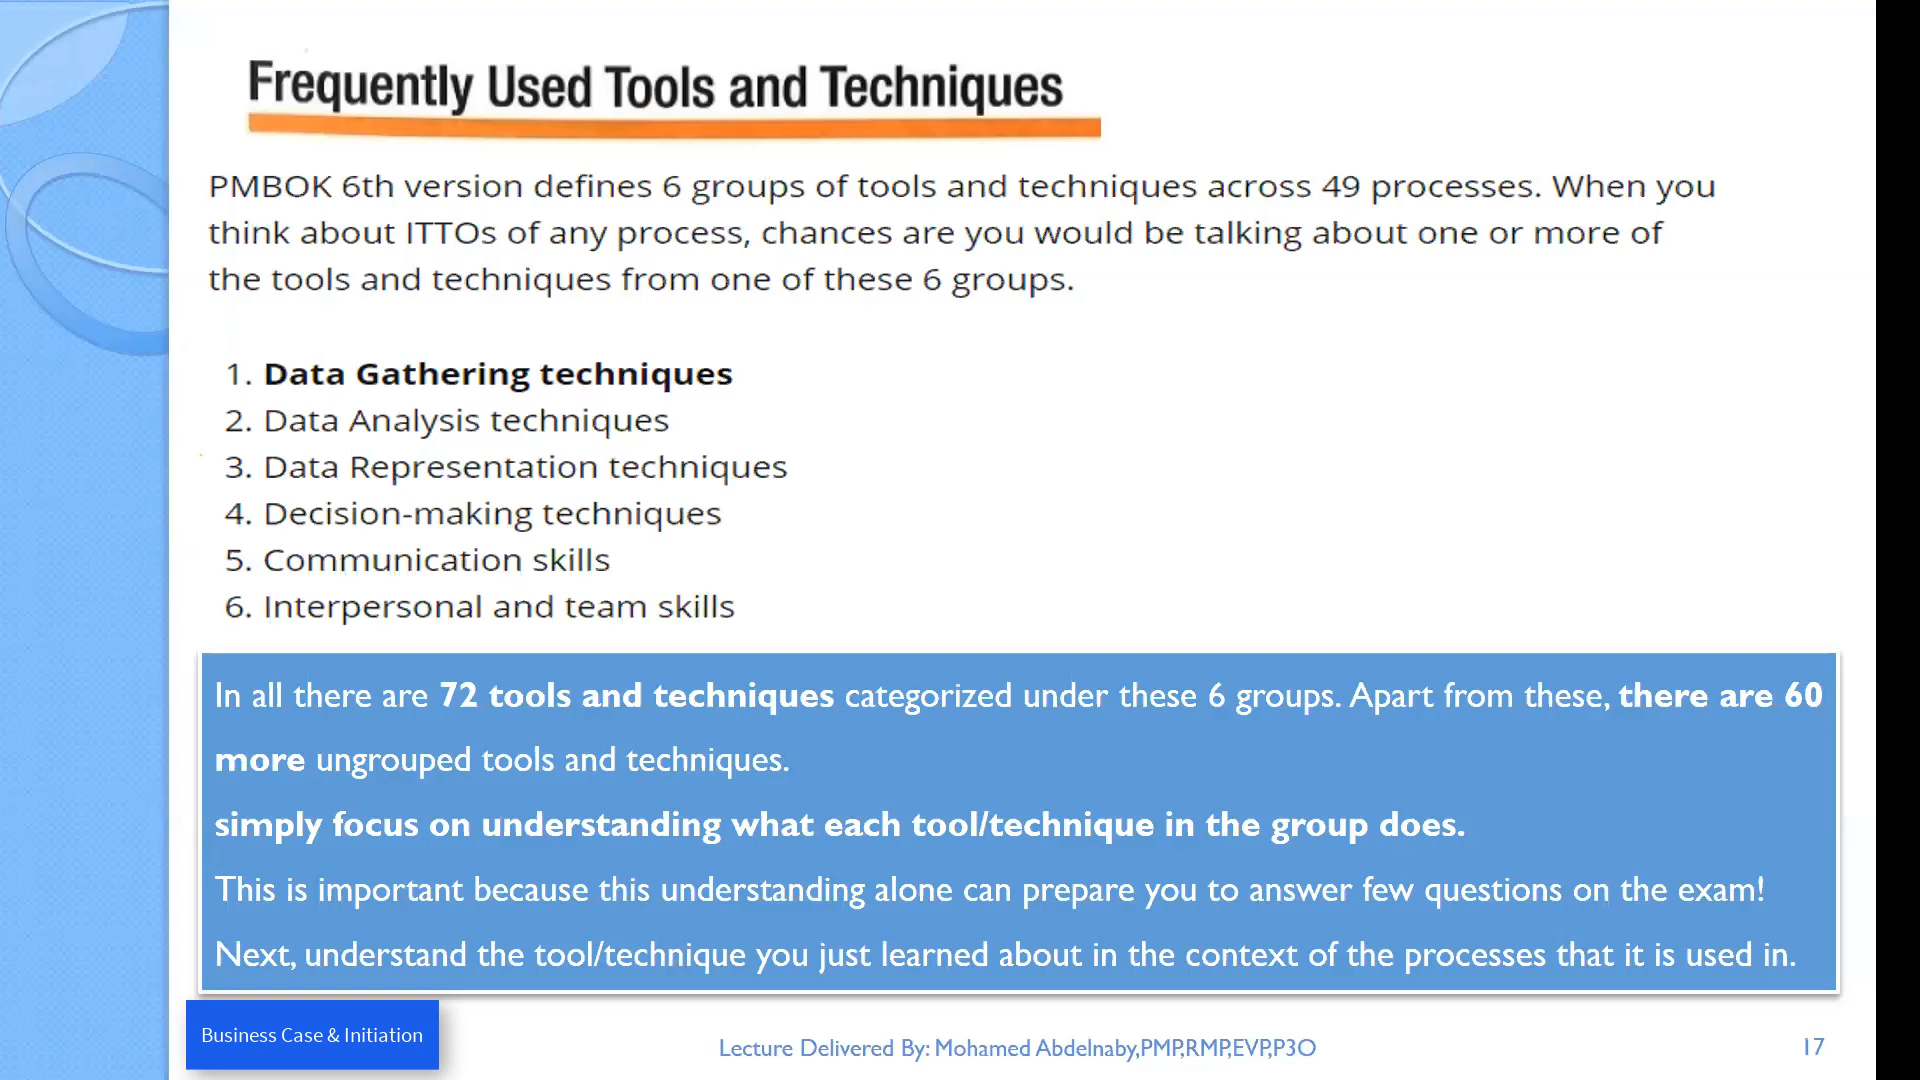 Frequently Used Tools and Techniques
PMBOK 6th version defines 6 groups of tools and techniques across 49 processes. When you
think about ITTOs of any process, chances are you would be talking about one or more of
the tools and techniques from one of these 6 groups.
1. Data Gathering techniques
2. Data Analysis techniques
3. Data Representation techniques
4. Decision-making techniques
5. Communication skills
6. Interpersonal and team skills
In all there are 72 tools and techniques categorized under these 6 groups. Apart from these, there are 60
more ungrouped tools and techniques.
simply focus on understanding what each tool/technique in the group does.
This is important because this understanding alone can prepare you to answer few questions on the exam!
Next, understand the tool/technique you just learned about in the context of the processes that it is used in.
Business Case & Initiation
Lecture Delivered By: Mohamed Abdelnaby,PMP,RMP,EVP,P3O
17